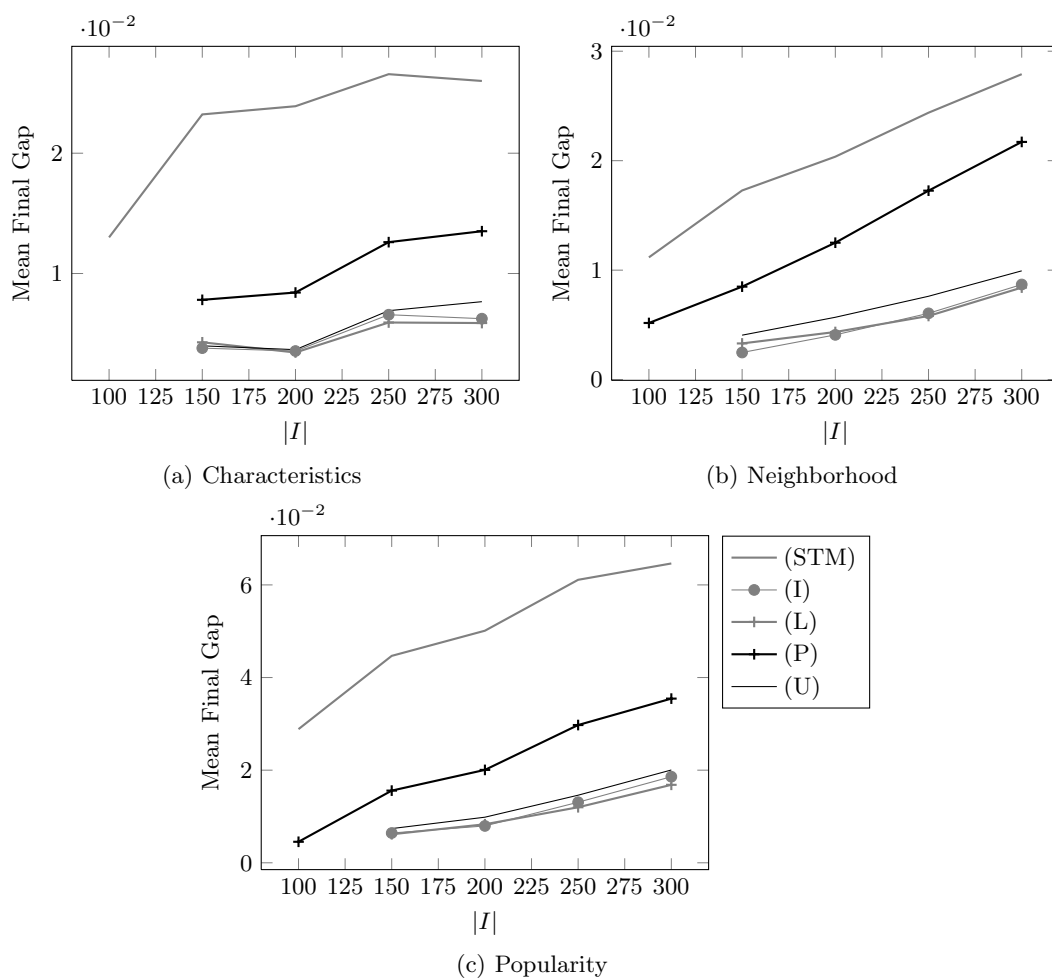 ·10⁻²
2
1
Mean Final Gap
100 125 150 175 200 225 250 275 300
|I|
(a) Characteristics
3
2
1
0
·10⁻²
Mean Final Gap
100 125 150 175 200 225 250 275 300
|I|
(b) Neighborhood
·10⁻²
6
4
2
0
Mean Final Gap
100 125 150 175 200 225 250 275 300
|I|
(c) Popularity
(STM)
(I)
(L)
(P)
(U)